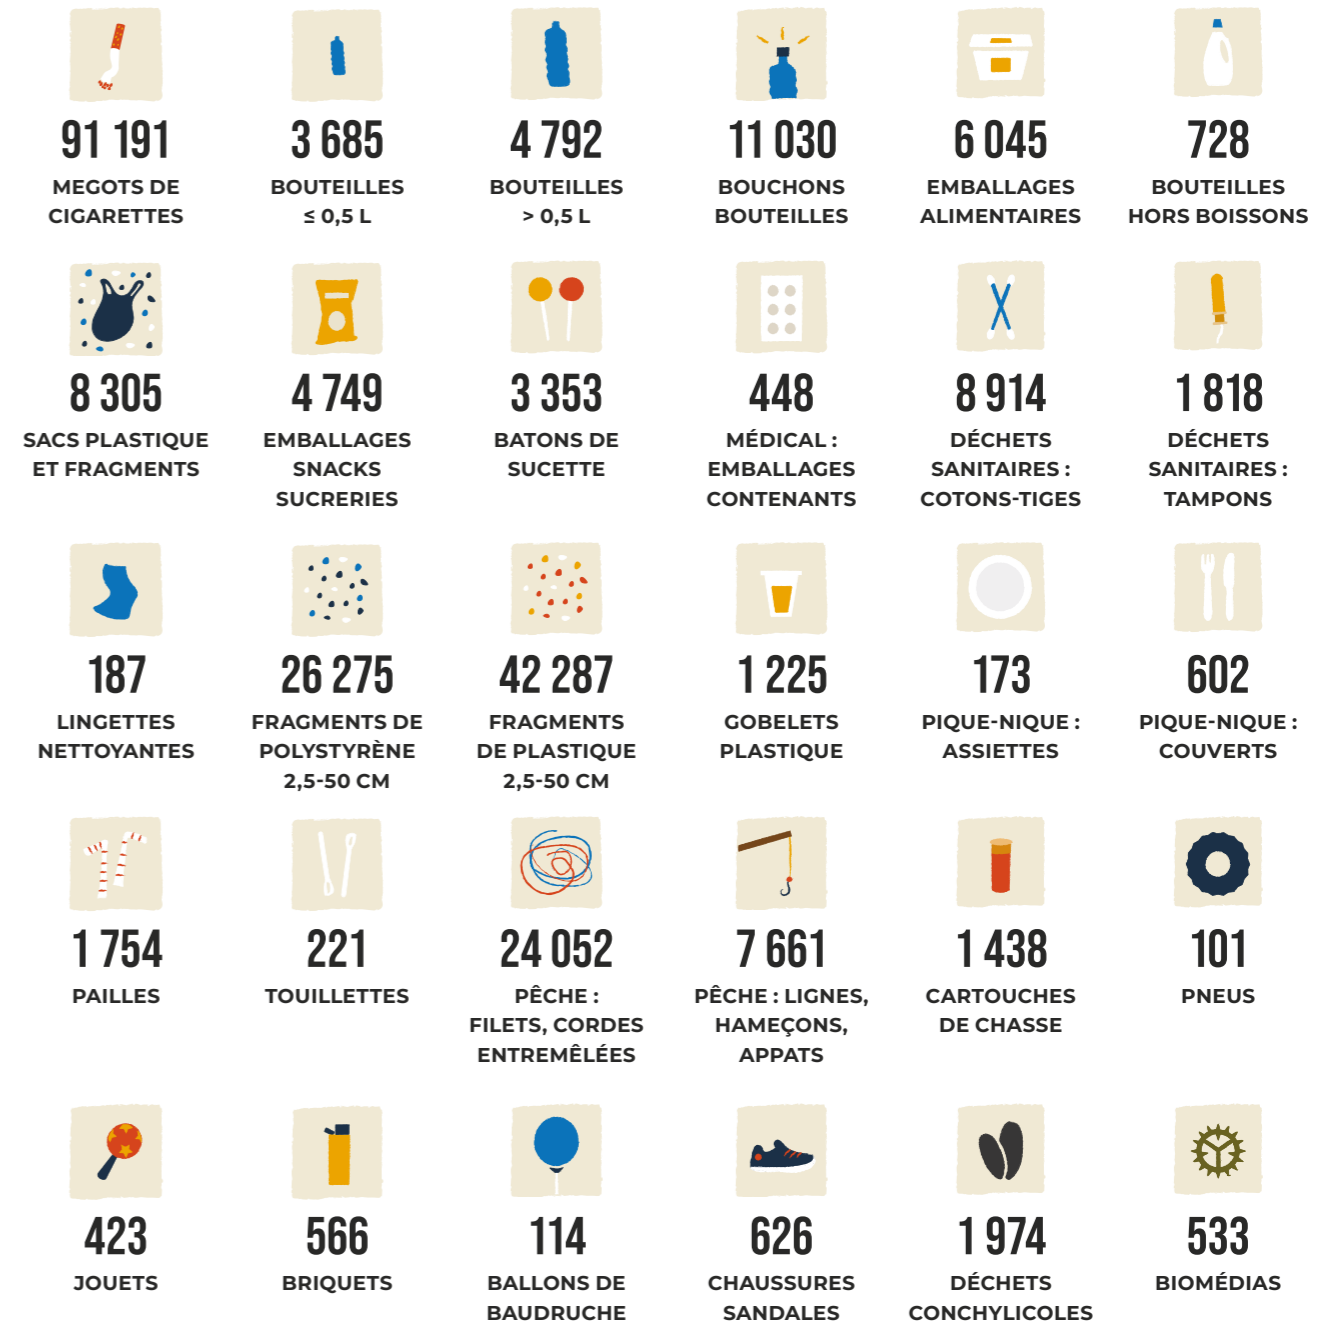 91 191
MEGOTS DE
CIGARETTES
3 685
BOUTEILLES
≤ 0,5 L
4 792
BOUTEILLES
> 0,5 L
11 030
BOUCHONS
BOUTEILLES
6 045
EMBALLAGES
ALIMENTAIRES
728
BOUTEILLES
HORS BOISSONS
8 305
SACS PLASTIQUE
ET FRAGMENTS
4 749
EMBALLAGES
SNACKS
SUCRERIES
3 353
BATONS DE
SUCETTE
448
MÉDICAL :
EMBALLAGES
CONTENANTS
8 914
DÉCHETS
SANITAIRES :
COTONS-TIGES
1 818
DÉCHETS
SANITAIRES :
TAMPONS
187
LINGETTES
NETTOYANTES
26 275
FRAGMENTS DE
POLYSTYRÈNE
2,5-50 CM
42 287
FRAGMENTS
DE PLASTIQUE
2,5-50 CM
1 225
GOBELETS
PLASTIQUE
173
PIQUE-NIQUE :
ASSIETTES
602
PIQUE-NIQUE :
COUVERTS
1 754
PAILLES
221
TOUILLETTES
24 052
PÊCHE :
FILETS, CORDES
ENTREMÊLÉES
7 661
PÊCHE : LIGNES,
HAMEÇONS,
APPATS
1 438
CARTOUCHES
DE CHASSE
101
PNEUS
423
JOUETS
566
BRIQUETS
114
BALLONS DE
BAUDRUCHE
626
CHAUSSURES
SANDALES
1 974
DÉCHETS
CONCHYLICOLES
533
BIOMÉDIAS